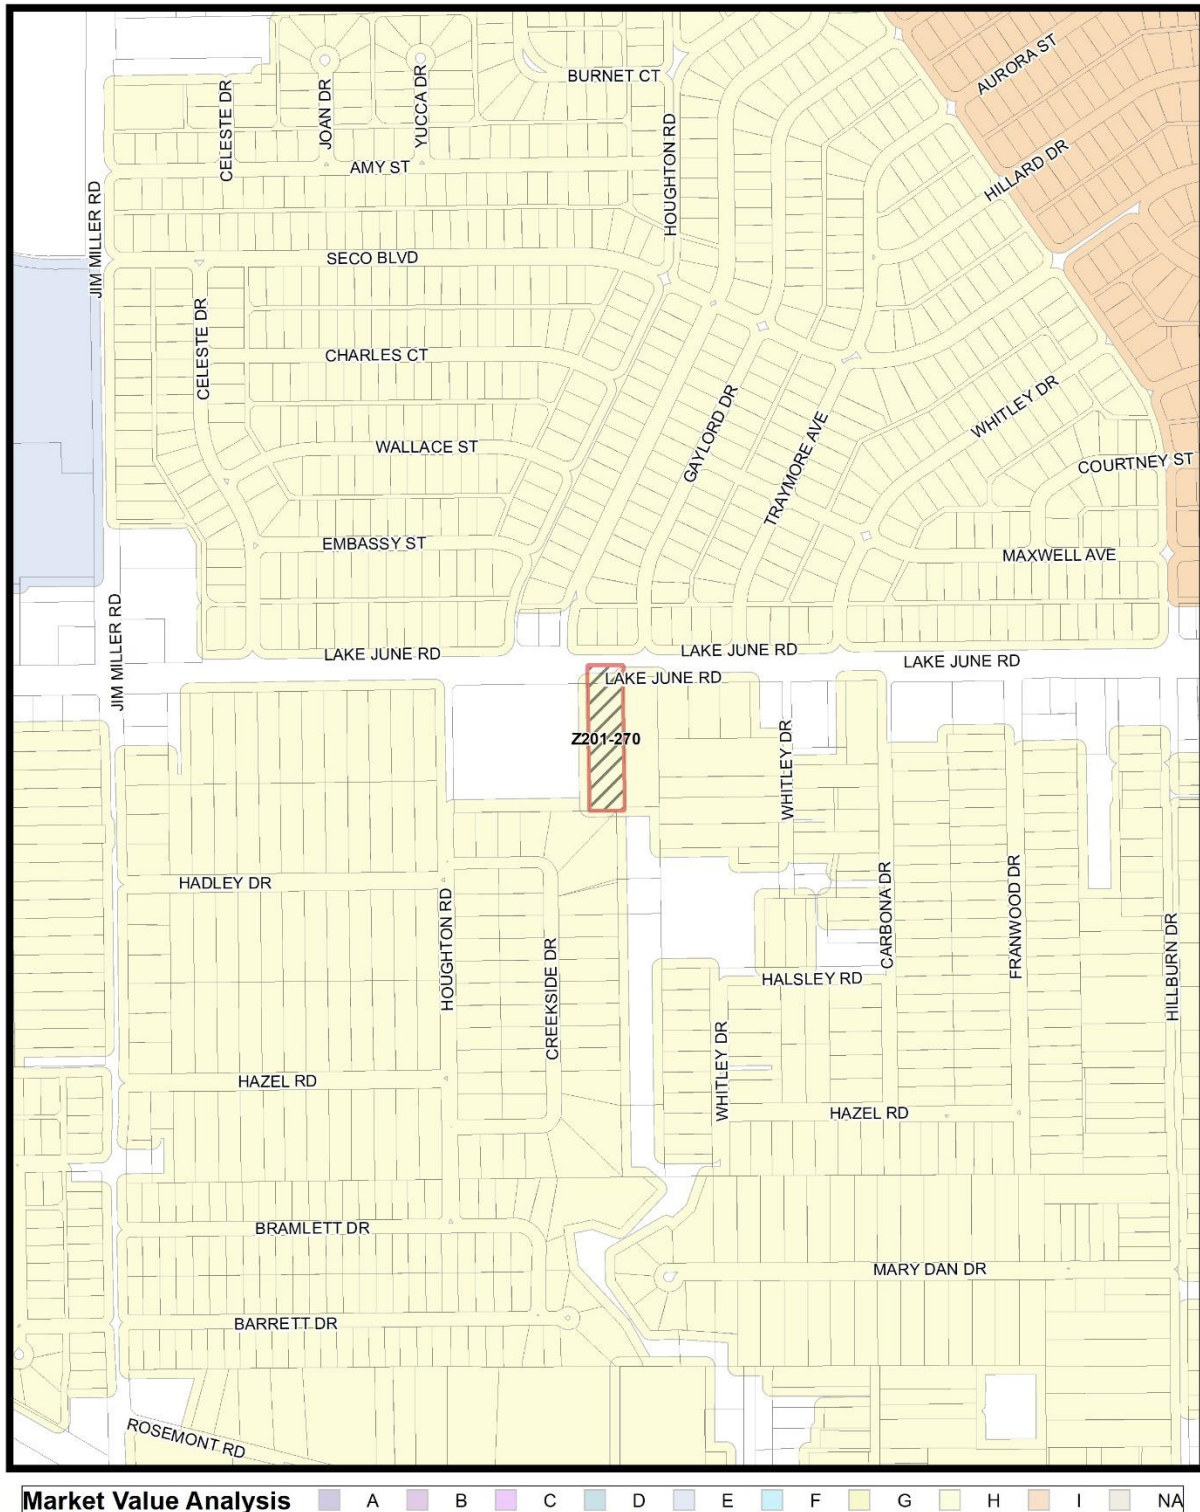 BURNET CT
AURORA ST
CELESTE DR
JOAN DR
YUCCA DR
AMY ST
HOUGHTON RD
HILLARD DR
JIM MILLER RD
SECO BLVD
CELESTE DR
CHARLES CT
GAYLORD DR
WHITLEY DR
WALLACE ST
TRAYMORE AVE
COURTNEY ST
EMBASSY ST
MAXWELL AVE
JIM MILLER RD
LAKE JUNE RD
LAKE JUNE RD
LAKE JUNE RD
LAKE JUNE RD
Z201-270
WHITLEY DR
HADLEY DR
HOUGHTON RD
CREEKSIDE DR
CARBONA DR
FRANWOOD DR
HILLBURN DR
HALSLEY RD
WHITLEY DR
HAZEL RD
HAZEL RD
BRAMLETT DR
MARY DAN DR
BARRETT DR
ROSEMONT RD
Market Value Analysis A B C D E F G H I NA